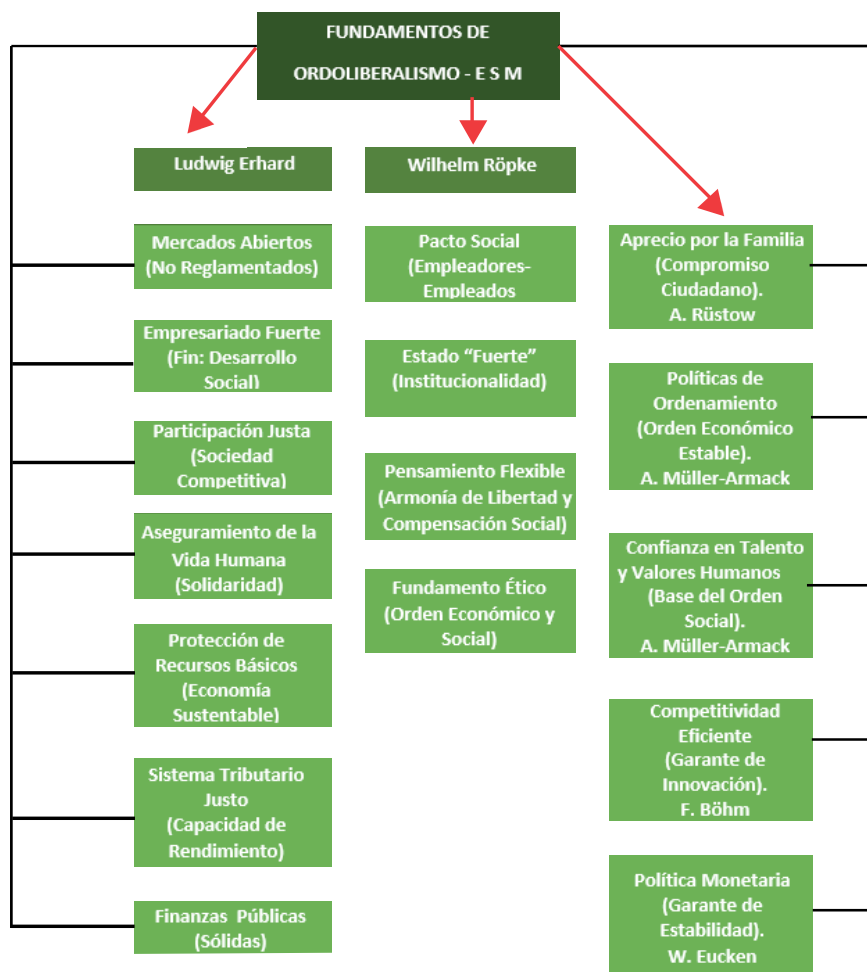 FUNDAMENTOS DE
ORDOLIBERALISMO - E S M
Ludwig Erhard
Mercados Abiertos
(No Reglamentados)
Empresariado Fuerte
(Fin: Desarrollo
Social)
Participación Justa
(Sociedad
Competitiva)
Aseguramiento de la
Vida Humana
(Solidaridad)
Protección de
Recursos Básicos
(Economía
Sustentable)
Sistema Tributario
Justo
(Capacidad de
Rendimiento)
Finanzas Públicas
(Sólidas)
Wilhelm Röpke
Pacto Social
(Empleadores-
Empleados
Estado “Fuerte”
(Institucionalidad)
Pensamiento Flexible
(Armonía de Libertad y
Compensación Social)
Fundamento Ético
(Orden Económico y
Social)
Aprecio por la Familia
(Compromiso
Ciudadano).
A. Rüstow
Políticas de
Ordenamiento
(Orden Económico
Estable).
A. Müller-Armack
Confianza en Talento
y Valores Humanos
(Base del Orden
Social).
A. Müller-Armack
Competitividad
Eficiente
(Garante de
Innovación).
F. Böhm
Política Monetaria
(Garante de
Estabilidad).
W. Eucken